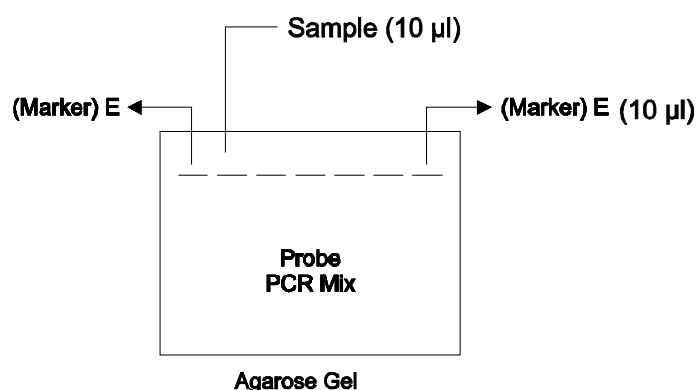 Sample (10 µl)
(Marker) E
(Marker) E (10 µl)
Probe
PCR Mix
Agarose Gel